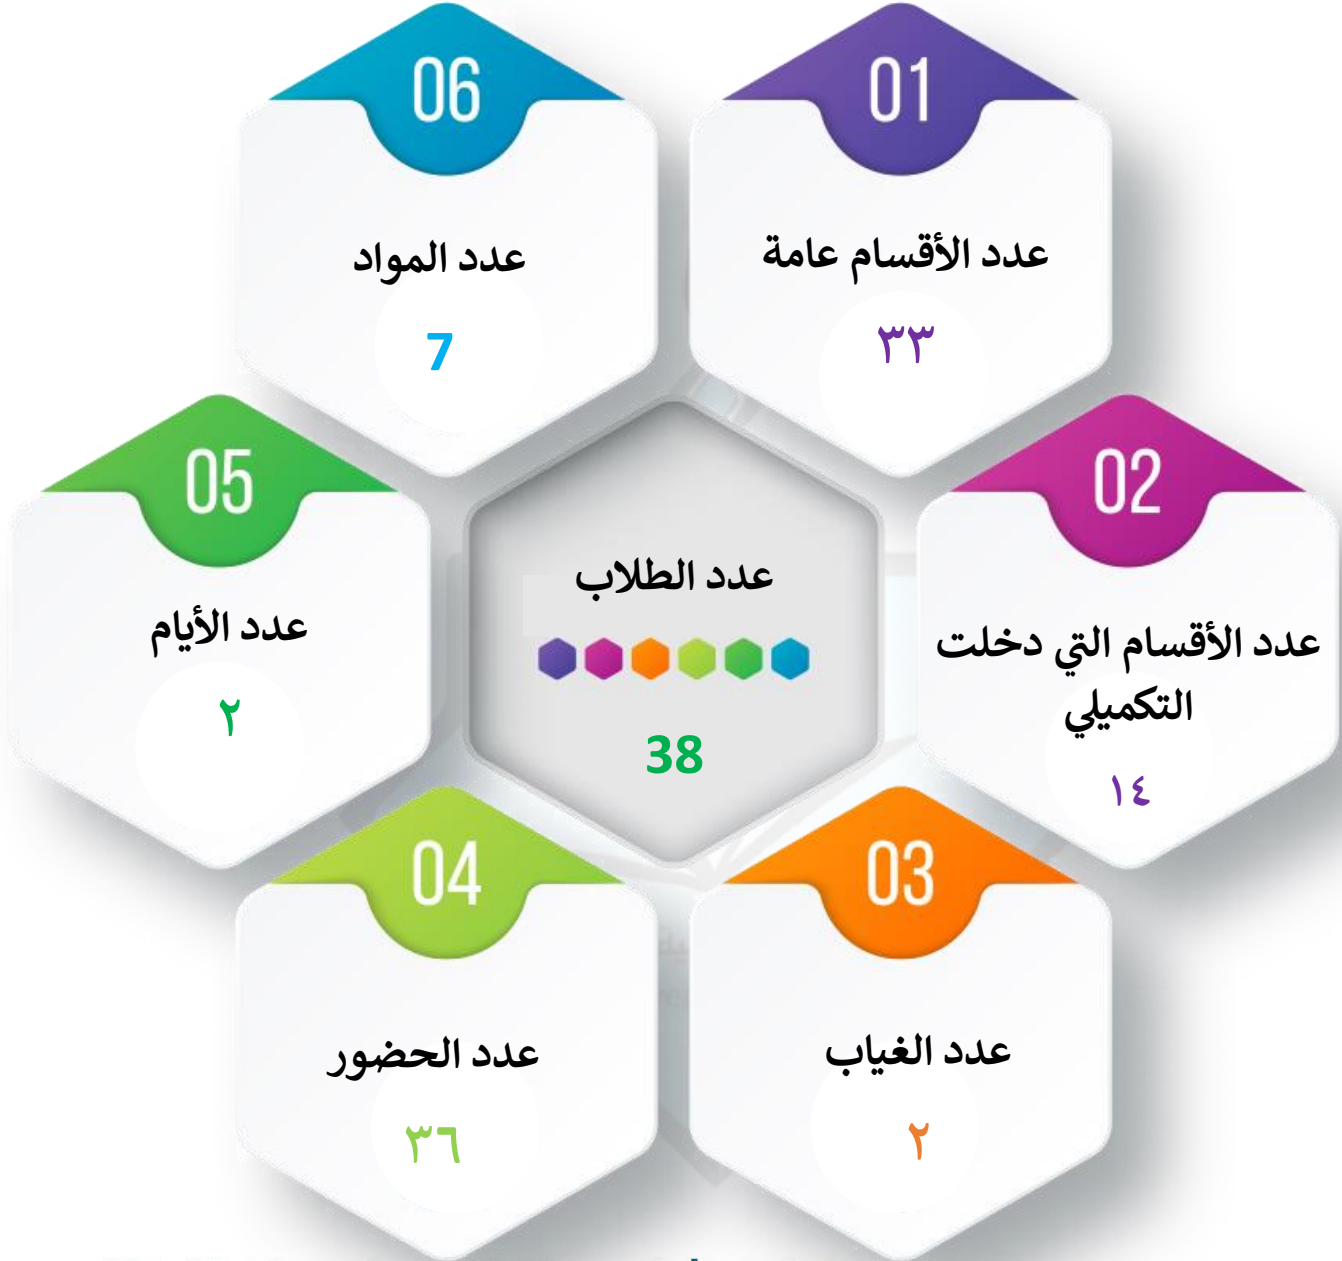 01
عدد الأقسام عامة
٣٣
02
عدد الأقسام التي دخلت
التكميلي
١٤
03
عدد الغياب
٢
04
عدد الحضور
٣٦
05
عدد الأيام
٢
06
عدد المواد
7
عدد الطلاب
38